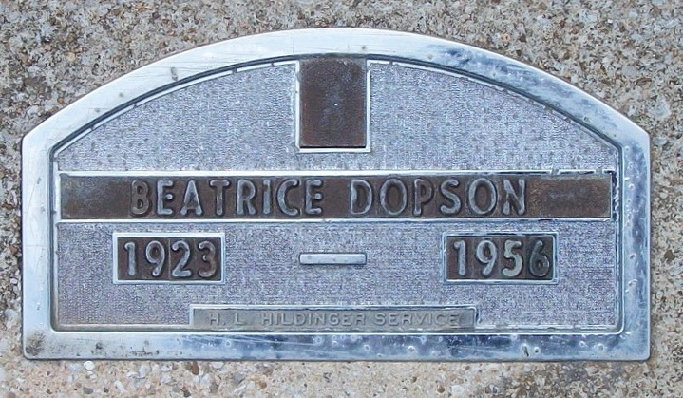 BEATRICE DOPSON
1923 — 1956
H. L. HILDINGER SERVICE